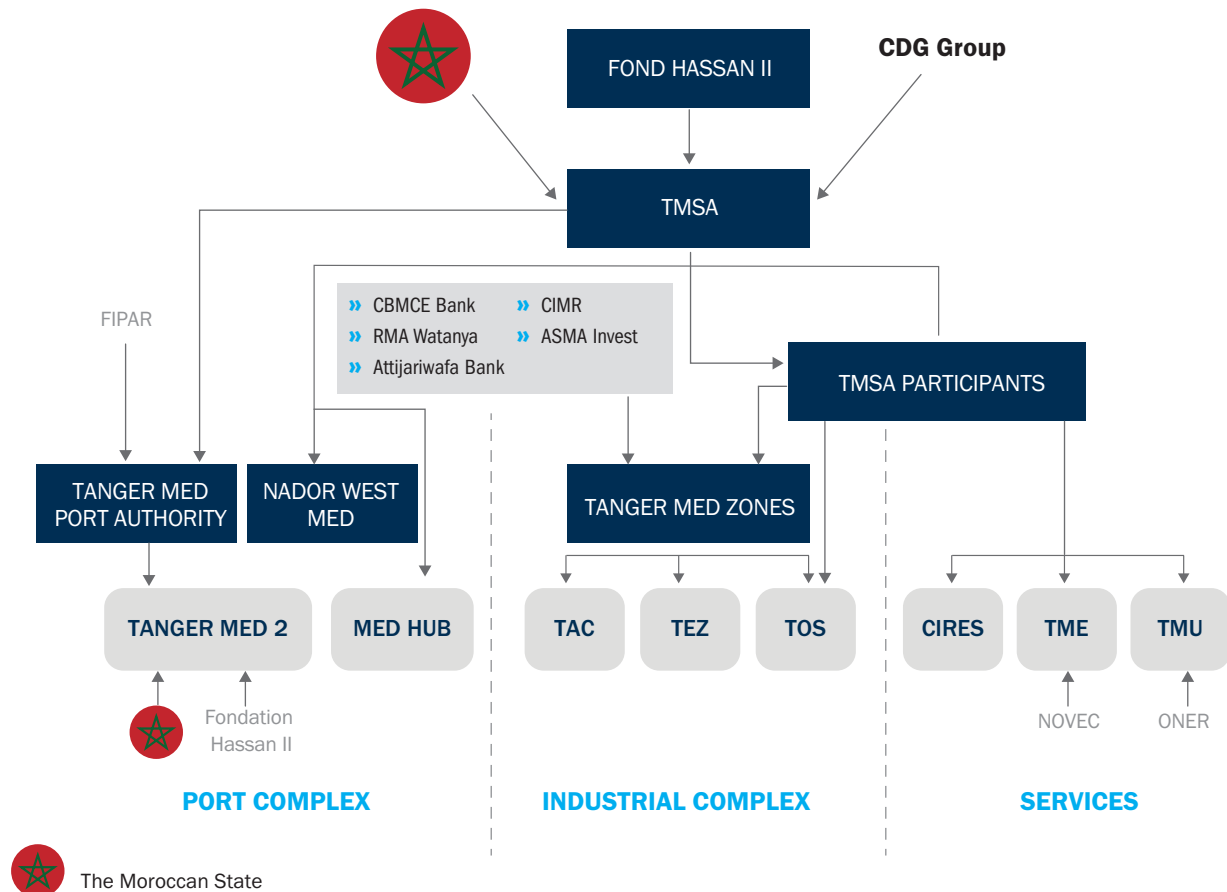 FOND HASSAN II
CDG Group
TMSA
» CBMCE Bank
» CIMR
» RMA Watanya
» ASMA Invest
» Attijariwafa Bank
FIPAR
TMSA PARTICIPANTS
TANGER MED
PORT AUTHORITY
NADOR WEST
MED
TANGER MED ZONES
TANGER MED 2
MED HUB
TAC
TEZ
TOS
CIRES
TME
TMU
Fondation
Hassan II
NOVEC
ONER
PORT COMPLEX
INDUSTRIAL COMPLEX
SERVICES
The Moroccan State